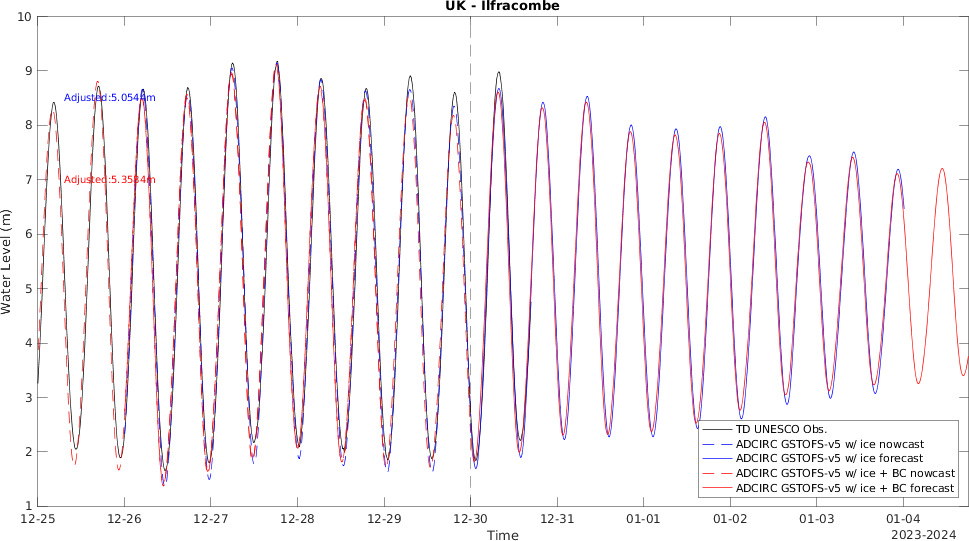 UK - Ilfracombe
10
9
8
7
6
5
4
3
2
1
Water Level (m)
Adjusted:5.0544m
Adjusted:5.3584m
TD UNESCO Obs.
ADCIRC GSTOFS-v5 w/ ice nowcast
ADCIRC GSTOFS-v5 w/ ice forecast
ADCIRC GSTOFS-v5 w/ ice + BC nowcast
ADCIRC GSTOFS-v5 w/ ice + BC forecast
12-25 12-26 12-27 12-28 12-29 12-30 12-31 01-01 01-02 01-03 01-04
Time
2023-2024